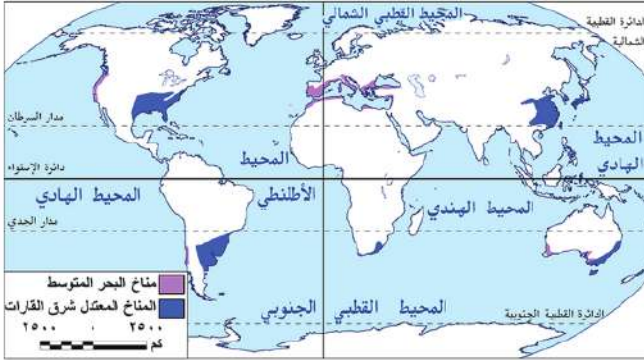 المحيط القطبي الشمالي
الدائرة القطبية
الشمالية
مدار السرطان
المحيط
الهادي
المحيط
دائرة الإستواء
المحيط الهادي
الأطلنطي
المحيط الهندي
مدار الجدي
مناخ البحر المتوسط
المناخ المعتدل شرق القارات
٢٥٠٠ ٠ ٢٥٠٠
كم
المحيط القطبي الجنوبي
الدائرة القطبية الجنوبية